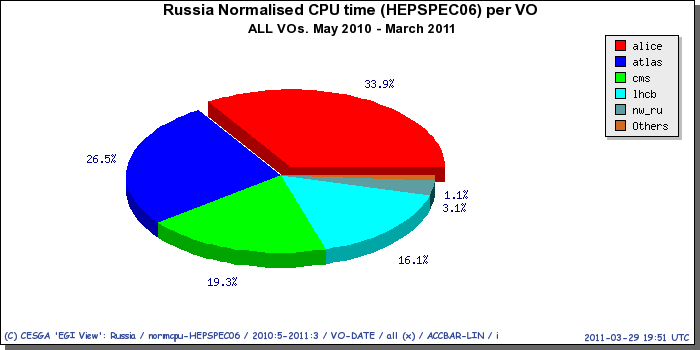 Russia Normalised CPU time (HEPSPEC06) per VO
ALL VOs. May 2010 - March 2011
alice
atlas
cms
lhcb
nw_ru
Others
33.9%
26.5%
19.3%
16.1%
3.1%
1.1%
(C) CESGA 'EGI View': Russia / normcpu-HEPSPEC06 / 2010:5-2011:3 / VO-DATE / all (x) / ACCBAR-LIN / i
2011-03-29 19:51 UTC